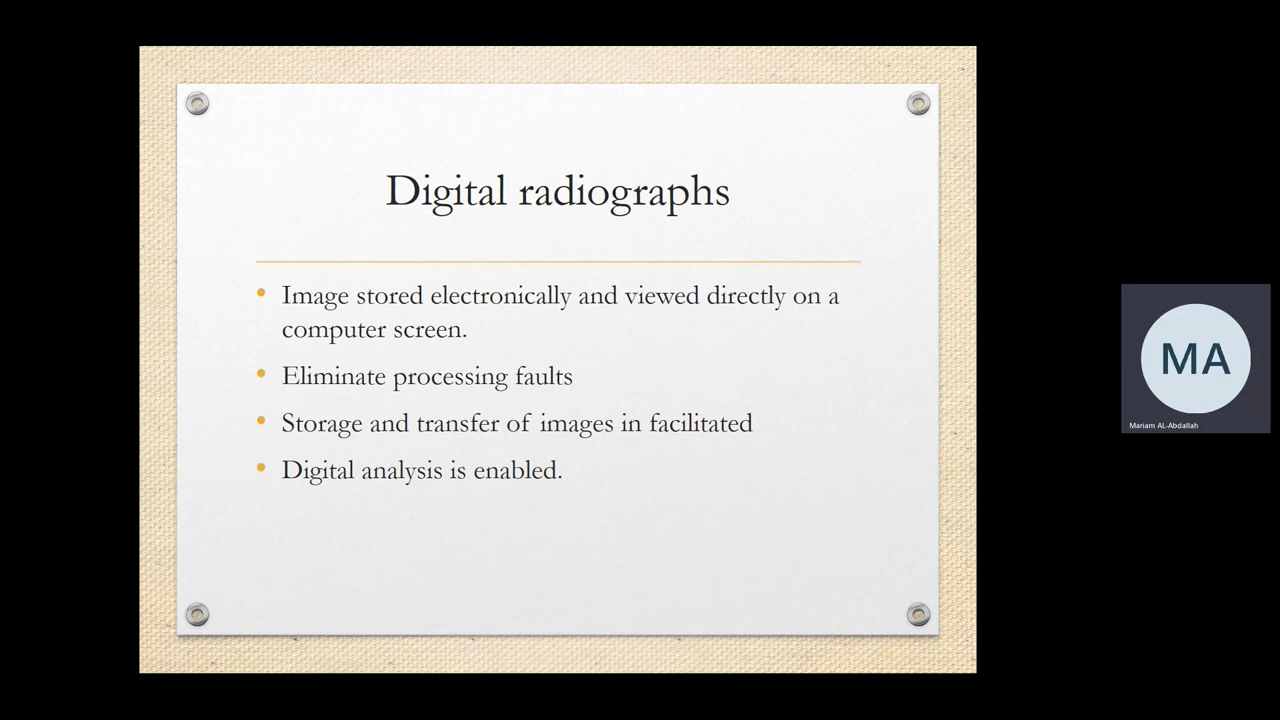 Digital radiographs
• Image stored electronically and viewed directly on a
computer screen.
• Eliminate processing faults
• Storage and transfer of images in facilitated
• Digital analysis is enabled.
MA
Mariam AL-Abdallah